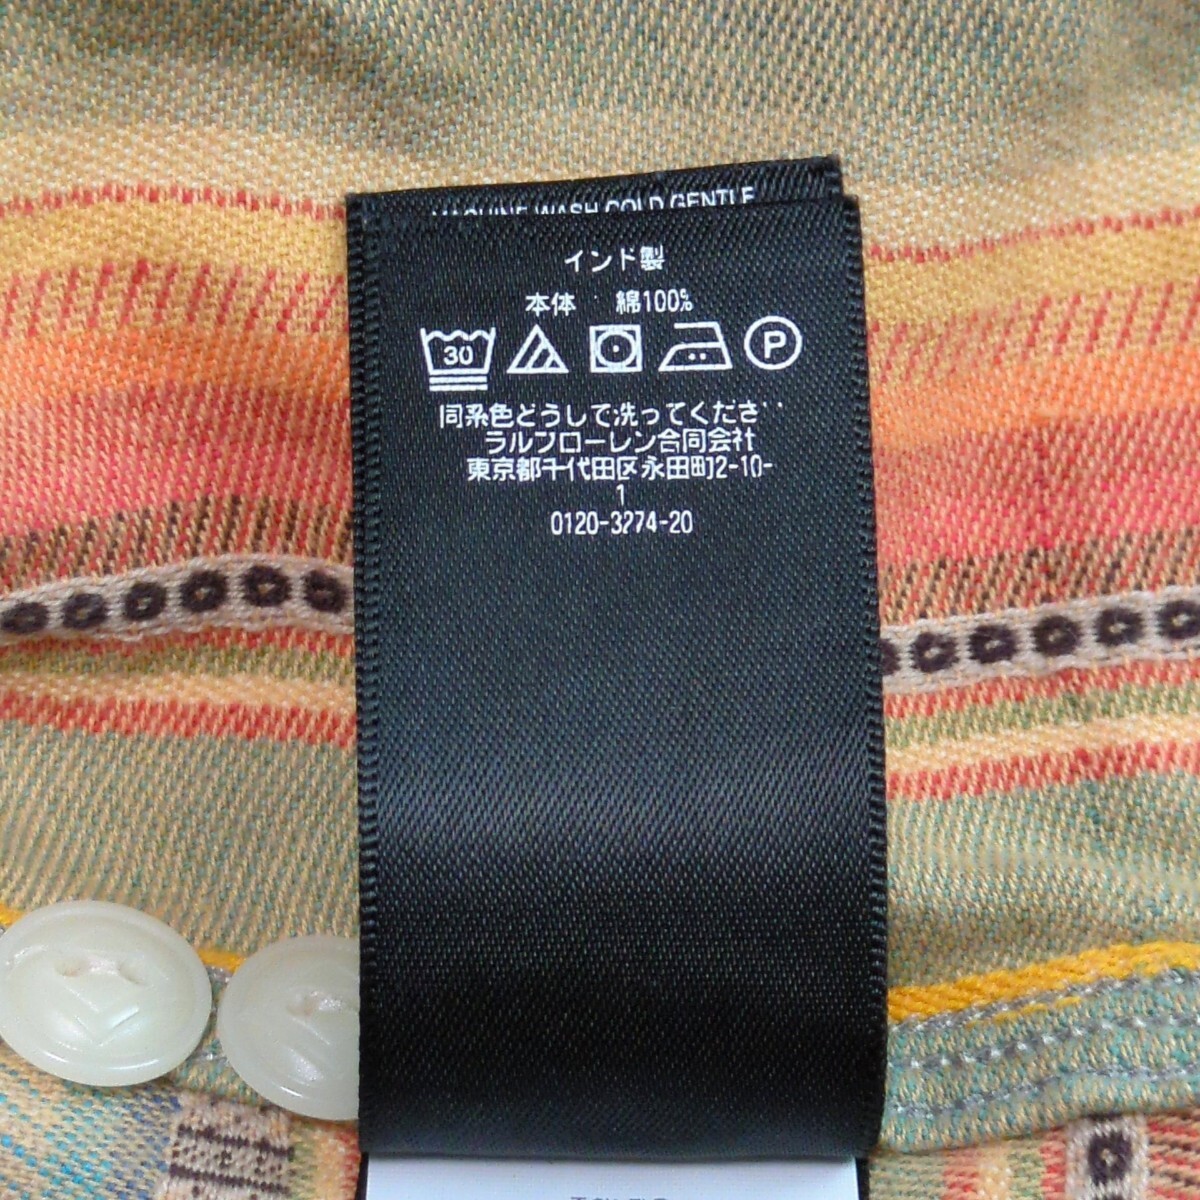 MACHINE WASH COLD GENTLE
インド製
本体 綿100%
30 P
同系色どうしで洗ってくださ
ラルフローレン合同会社
東京都千代田区永田町2-10-
1
0120-3274-20